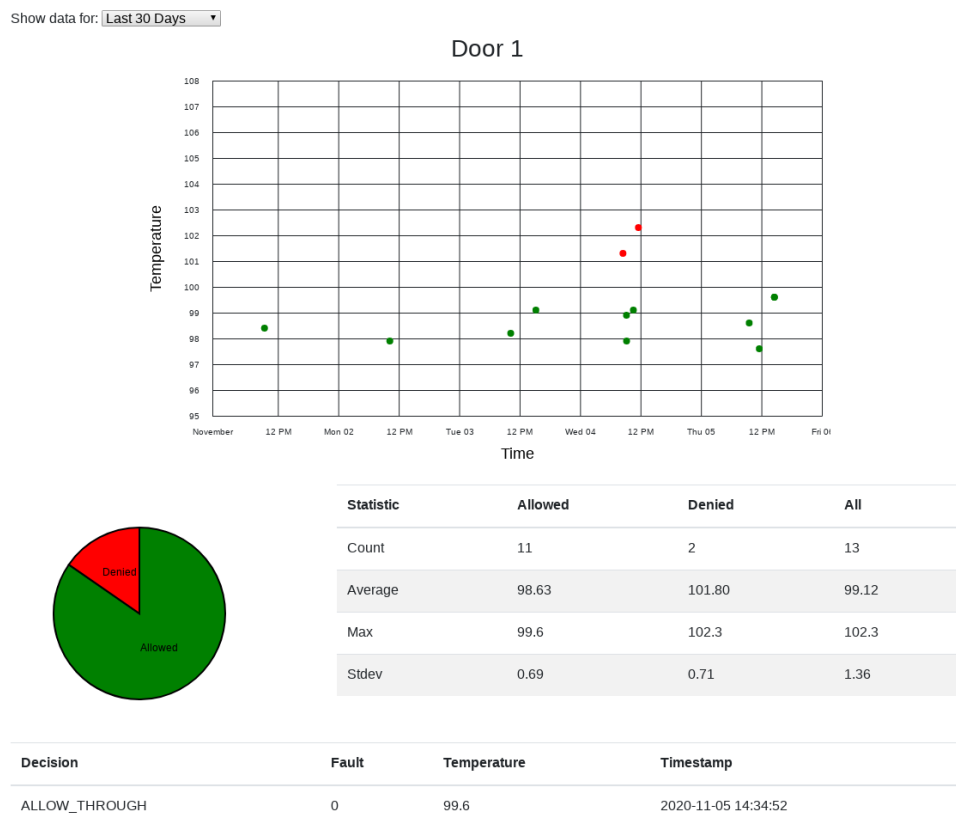 Show data for: Last 30 Days
Door 1
108
107
106
105
104
103
102
101
100
99
98
97
96
95
Temperature
November 12 PM Mon 02 12 PM Tue 03 12 PM Wed 04 12 PM Thu 05 12 PM Fri 0
Time
Denied
Allowed
Statistic Allowed Denied All
Count 11 2 13
Average 98.63 101.80 99.12
Max 99.6 102.3 102.3
Stdev 0.69 0.71 1.36
Decision Fault Temperature Timestamp
ALLOW_THROUGH 0 99.6 2020-11-05 14:34:52